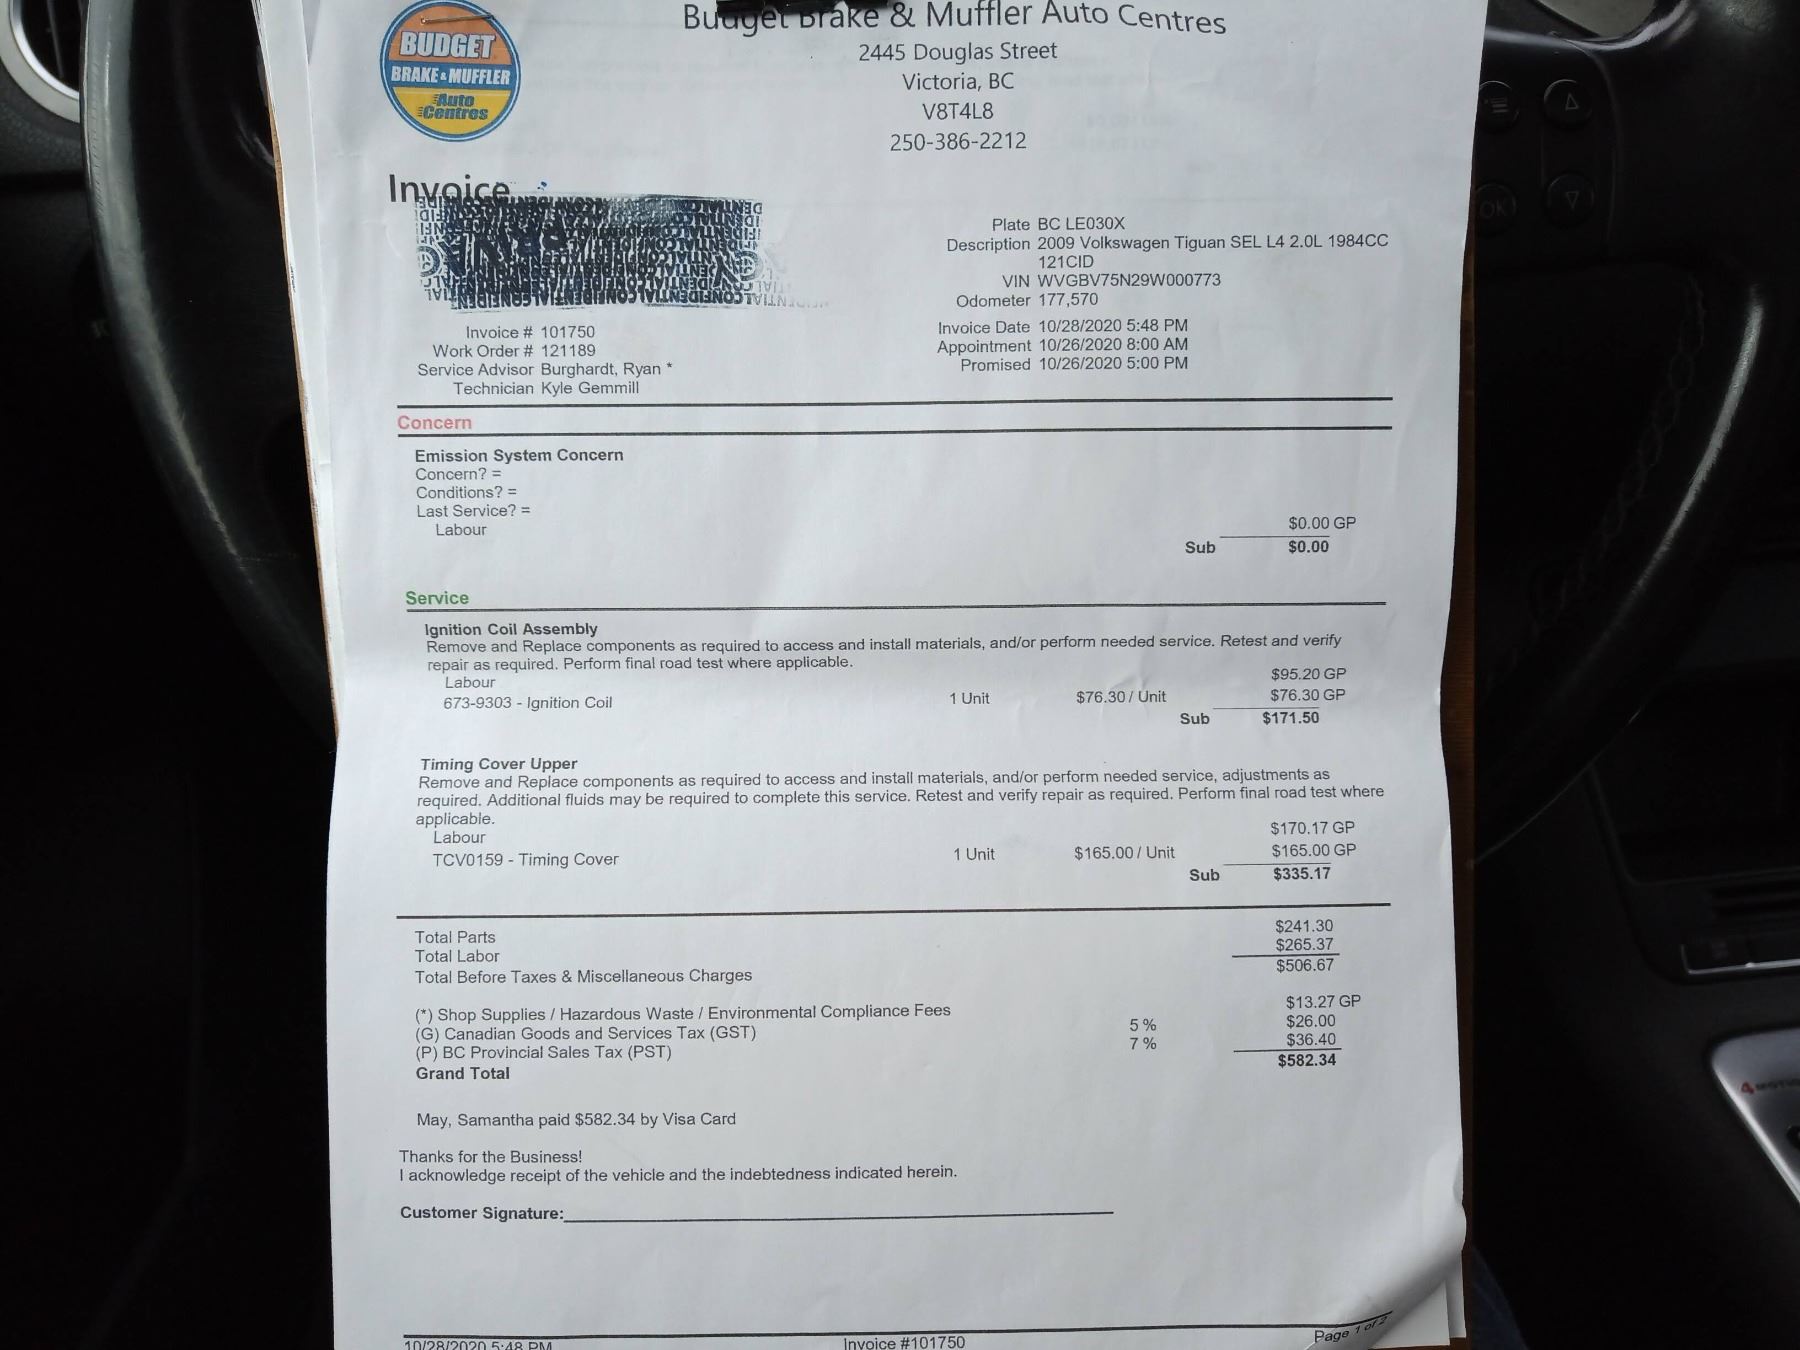 BUDGET
BRAKE & MUFFLER
Auto
Centres
Budget Brake & Muffler Auto Centres
2445 Douglas Street
Victoria, BC
V8T4L8
250-386-2212
Invoice
Plate BC LE030X
Description 2009 Volkswagen Tiguan SEL L4 2.0L 1984CC
121CID
VIN WVGBV75N29W000773
Odometer 177,570
Invoice # 101750
Work Order # 121189
Service Advisor Burghardt, Ryan *
Technician Kyle Gemmill
Invoice Date 10/28/2020 5:48 PM
Appointment 10/26/2020 8:00 AM
Promised 10/26/2020 5:00 PM
Concern
Emission System Concern
Concern? =
Conditions? =
Last Service? =
Labour $0.00 GP
Sub $0.00
Service
Ignition Coil Assembly
Remove and Replace components as required to access and install materials, and/or perform needed service. Retest and verify
repair as required. Perform final road test where applicable.
Labour $95.20 GP
673-9303 - Ignition Coil 1 Unit $76.30 / Unit $76.30 GP
Sub $171.50
Timing Cover Upper
Remove and Replace components as required to access and install materials, and/or perform needed service, adjustments as
required. Additional fluids may be required to complete this service. Retest and verify repair as required. Perform final road test where
applicable.
Labour $170.17 GP
TCV0159 - Timing Cover 1 Unit $165.00 / Unit $165.00 GP
Sub $335.17
Total Parts $241.30
Total Labor $265.37
Total Before Taxes & Miscellaneous Charges $506.67
(*) Shop Supplies / Hazardous Waste / Environmental Compliance Fees $13.27 GP
(G) Canadian Goods and Services Tax (GST) 5 % $26.00
(P) BC Provincial Sales Tax (PST) 7 % $36.40
Grand Total $582.34
May, Samantha paid $582.34 by Visa Card
Thanks for the Business!
I acknowledge receipt of the vehicle and the indebtedness indicated herein.
Customer Signature:
10/28/2020 5:48 PM Invoice #101750 Page 1 of 2
OK